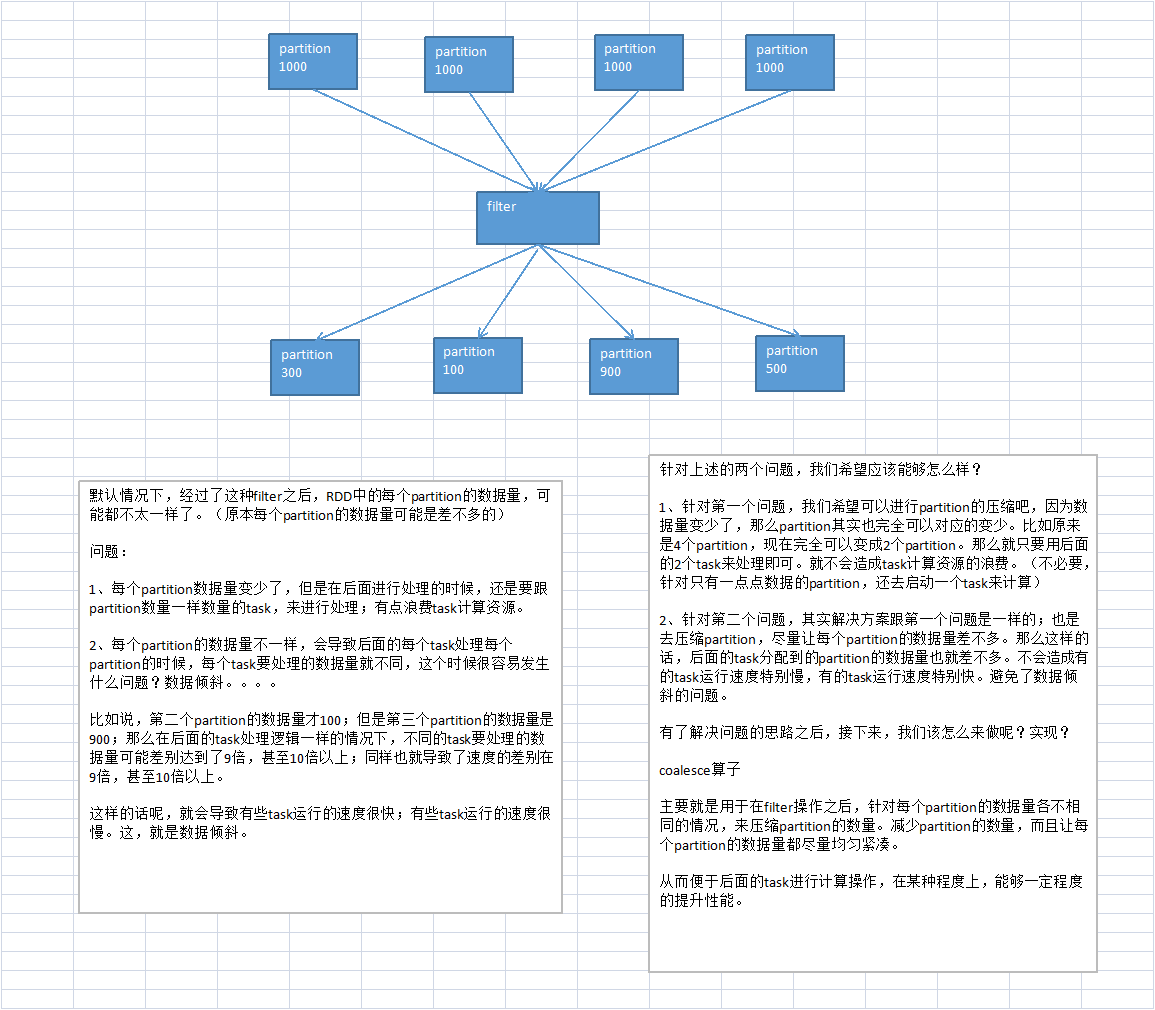 partition
1000
partition
1000
partition
1000
partition
1000
filter
partition
300
partition
100
partition
900
partition
500
默认情况下，经过了这种filter之后，RDD中的每个partition的数据量，可
能都不太一样了。（原本每个partition的数据量可能是差不多的）
问题：
1、每个partition数据量变少了，但是在后面进行处理的时候，还是要跟
partition数量一样数量的task，来进行处理；有点浪费task计算资源。
2、每个partition的数据量不一样，会导致后面的每个task处理每个
partition的时候，每个task要处理的数据量就不同，这个时候很容易发生
什么问题？数据倾斜。。。。
比如说，第二个partition的数据量才100；但是第三个partition的数据量是
900；那么在后面的task处理逻辑一样的情况下，不同的task要处理的数
据量可能差别达到了9倍，甚至10倍以上；同样也就导致了速度的差别在
9倍，甚至10倍以上。
这样的话呢，就会导致有些task运行的速度很快；有些task运行的速度很
慢。这，就是数据倾斜。
针对上述的两个问题，我们希望应该能够怎么样？
1、针对第一个问题，我们希望可以进行partition的压缩吧，因为数
据量变少了，那么partition其实也完全可以对应的变少。比如原来
是4个partition，现在完全可以变成2个partition。那么就只要用后面
的2个task来处理即可。就不会造成task计算资源的浪费。（不必要，
针对只有一点点数据的partition，还去启动一个task来计算）
2、针对第二个问题，其实解决方案跟第一个问题是一样的；也是
去压缩partition，尽量让每个partition的数据量差不多。那么这样的
话，后面的task分配到的partition的数据量也就差不多。不会造成有
的task运行速度特别慢，有的task运行速度特别快。避免了数据倾
斜的问题。
有了解决问题的思路之后，接下来，我们该怎么来做呢？实现？
coalesce算子
主要就是用于在filter操作之后，针对每个partition的数据量各不相
同的情况，来压缩partition的数量。减少partition的数量，而且让每
个partition的数据量都尽量均匀紧凑。
从而便于后面的task进行计算操作，在某种程度上，能够一定程度
的提升性能。